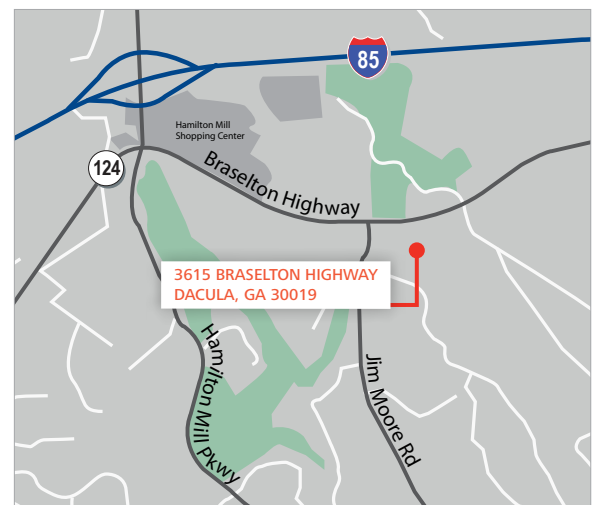 85
Hamilton Mill
Shopping Center
124
Braselton Highway
3615 BRASELTON HIGHWAY
DACULA, GA 30019
Hamilton Mill Pkwy
Jim Moore Rd